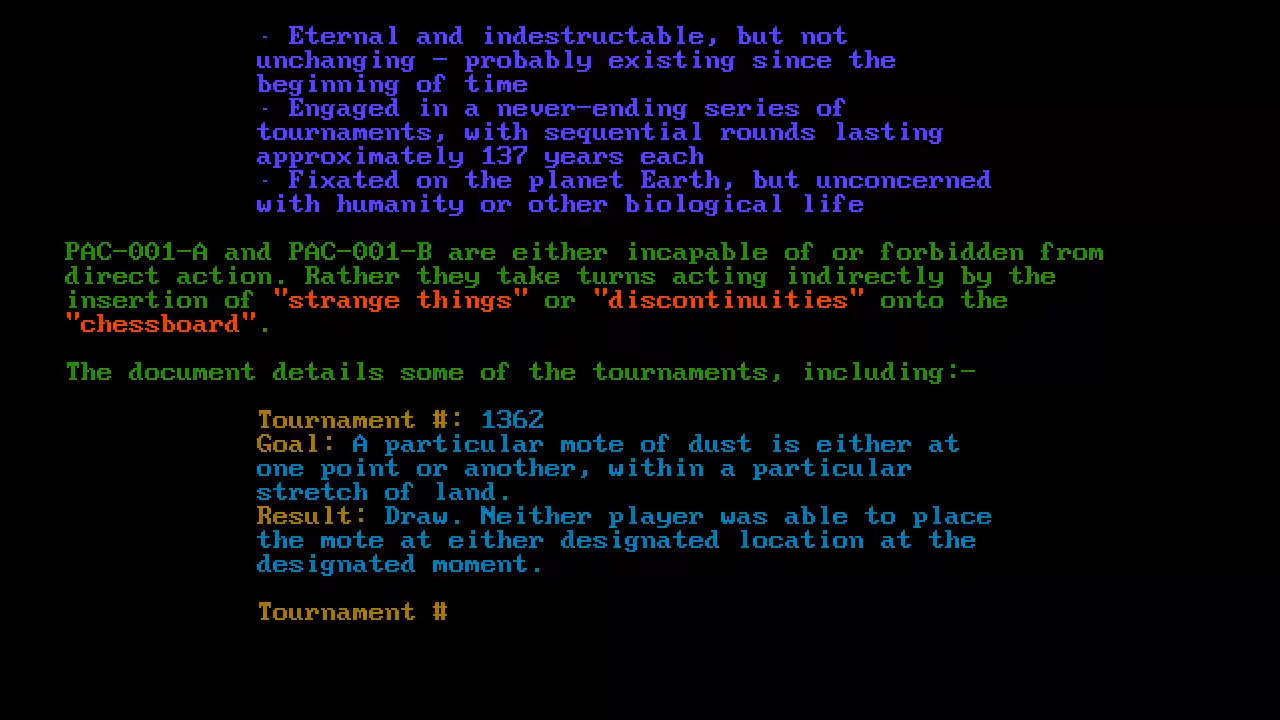 · Eternal and indestructable, but not
unchanging – probably existing since the
beginning of time
· Engaged in a never-ending series of
tournaments, with sequential rounds lasting
approximately 137 years each
· Fixated on the planet Earth, but unconcerned
with humanity or other biological life
PAC-001-A and PAC-001-B are either incapable of or forbidden from
direct action. Rather they take turns acting indirectly by the
insertion of "strange things" or "discontinuities" onto the
"chessboard".
The document details some of the tournaments, including:-
Tournament #: 1362
Goal: A particular mote of dust is either at
one point or another, within a particular
stretch of land.
Result: Draw. Neither player was able to place
the mote at either designated location at the
designated moment.
Tournament #